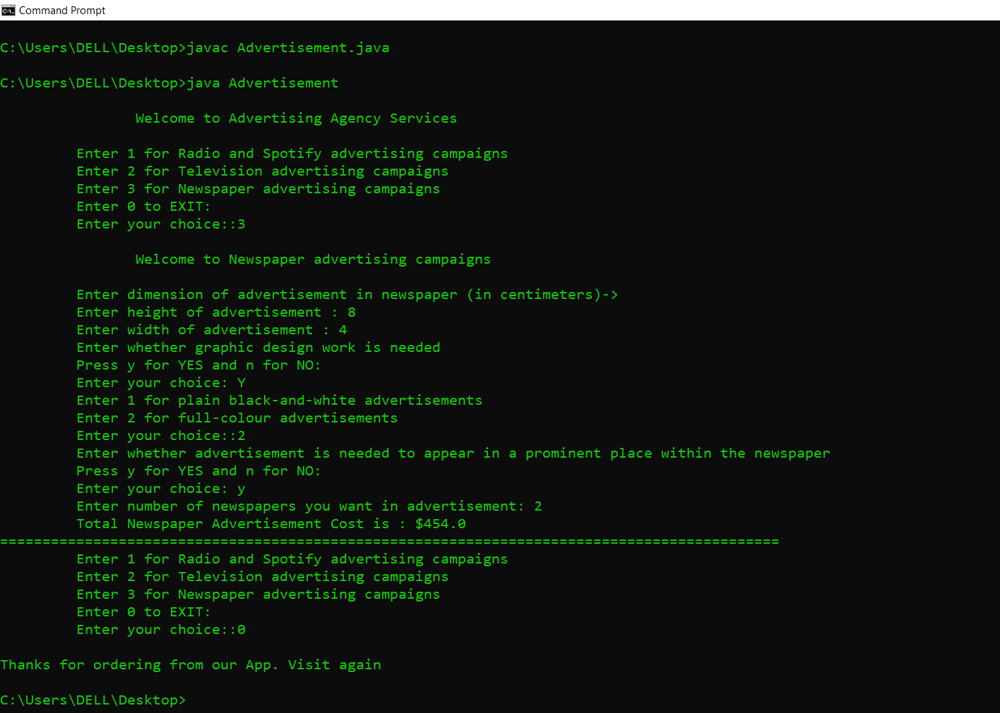 Command Prompt
C:\Users\DELL\Desktop>javac Advertisement.java
C:\Users\DELL\Desktop>java Advertisement
Welcome to Advertising Agency Services
Enter 1 for Radio and Spotify advertising campaigns
Enter 2 for Television advertising campaigns
Enter 3 for Newspaper advertising campaigns
Enter 0 to EXIT:
Enter your choice::3
Welcome to Newspaper advertising campaigns
Enter dimension of advertisement in newspaper (in centimeters)->
Enter height of advertisement : 8
Enter width of advertisement : 4
Enter whether graphic design work is needed
Press y for YES and n for NO:
Enter your choice: Y
Enter 1 for plain black-and-white advertisements
Enter 2 for full-colour advertisements
Enter your choice::2
Enter whether advertisement is needed to appear in a prominent place within the newspaper
Press y for YES and n for NO:
Enter your choice: y
Enter number of newspapers you want in advertisement: 2
Total Newspaper Advertisement Cost is : $454.0
============================================================================================
Enter 1 for Radio and Spotify advertising campaigns
Enter 2 for Television advertising campaigns
Enter 3 for Newspaper advertising campaigns
Enter 0 to EXIT:
Enter your choice::0
Thanks for ordering from our App. Visit again
C:\Users\DELL\Desktop>